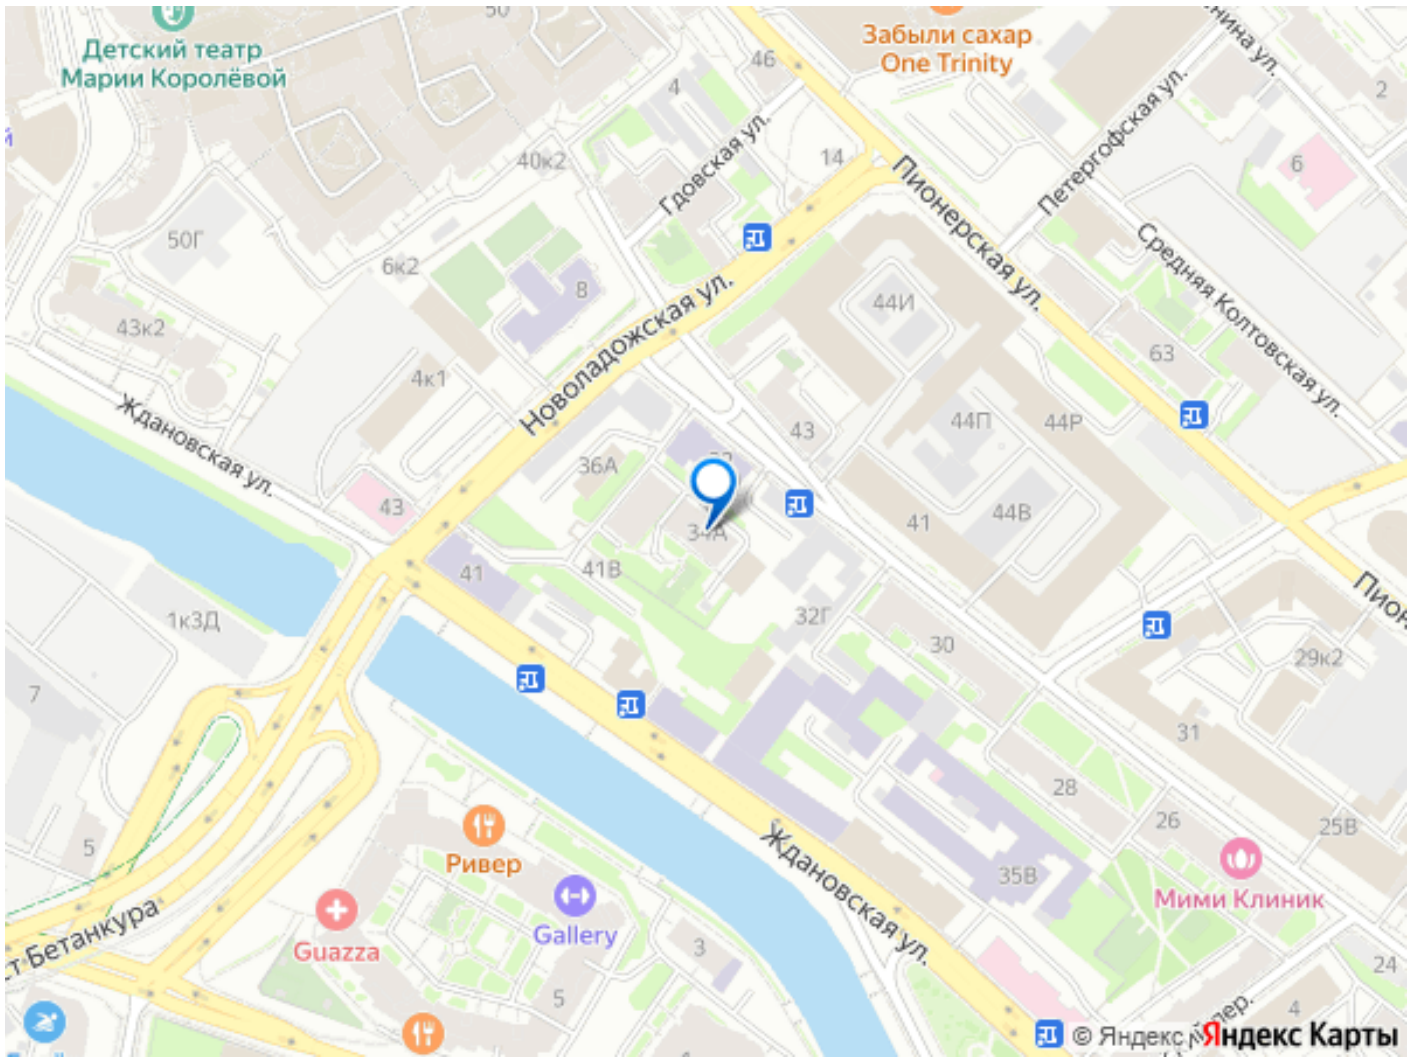 50
Детский театр
Марии Королёвой
Забыли сахар
One Trinity
46
4
2
Петергофская ул.
Гдовская ул.
40к2
14
6
Пионерская ул.
50Г
6к2
8
44И
Средняя Колтовская ул.
43к2
Новоладожская ул.
63
4к1
Ждановская ул.
43
44П
44Р
36А
43
41
44В
34А
41
41В
1к3Д
32Г
30
29к2
7
31
28
26
25В
5
Ривер
Ждановская ул.
35В
Мими Клиник
Guazza
Gallery
3
24
5
4
© Яндекс
Яндекс Карты